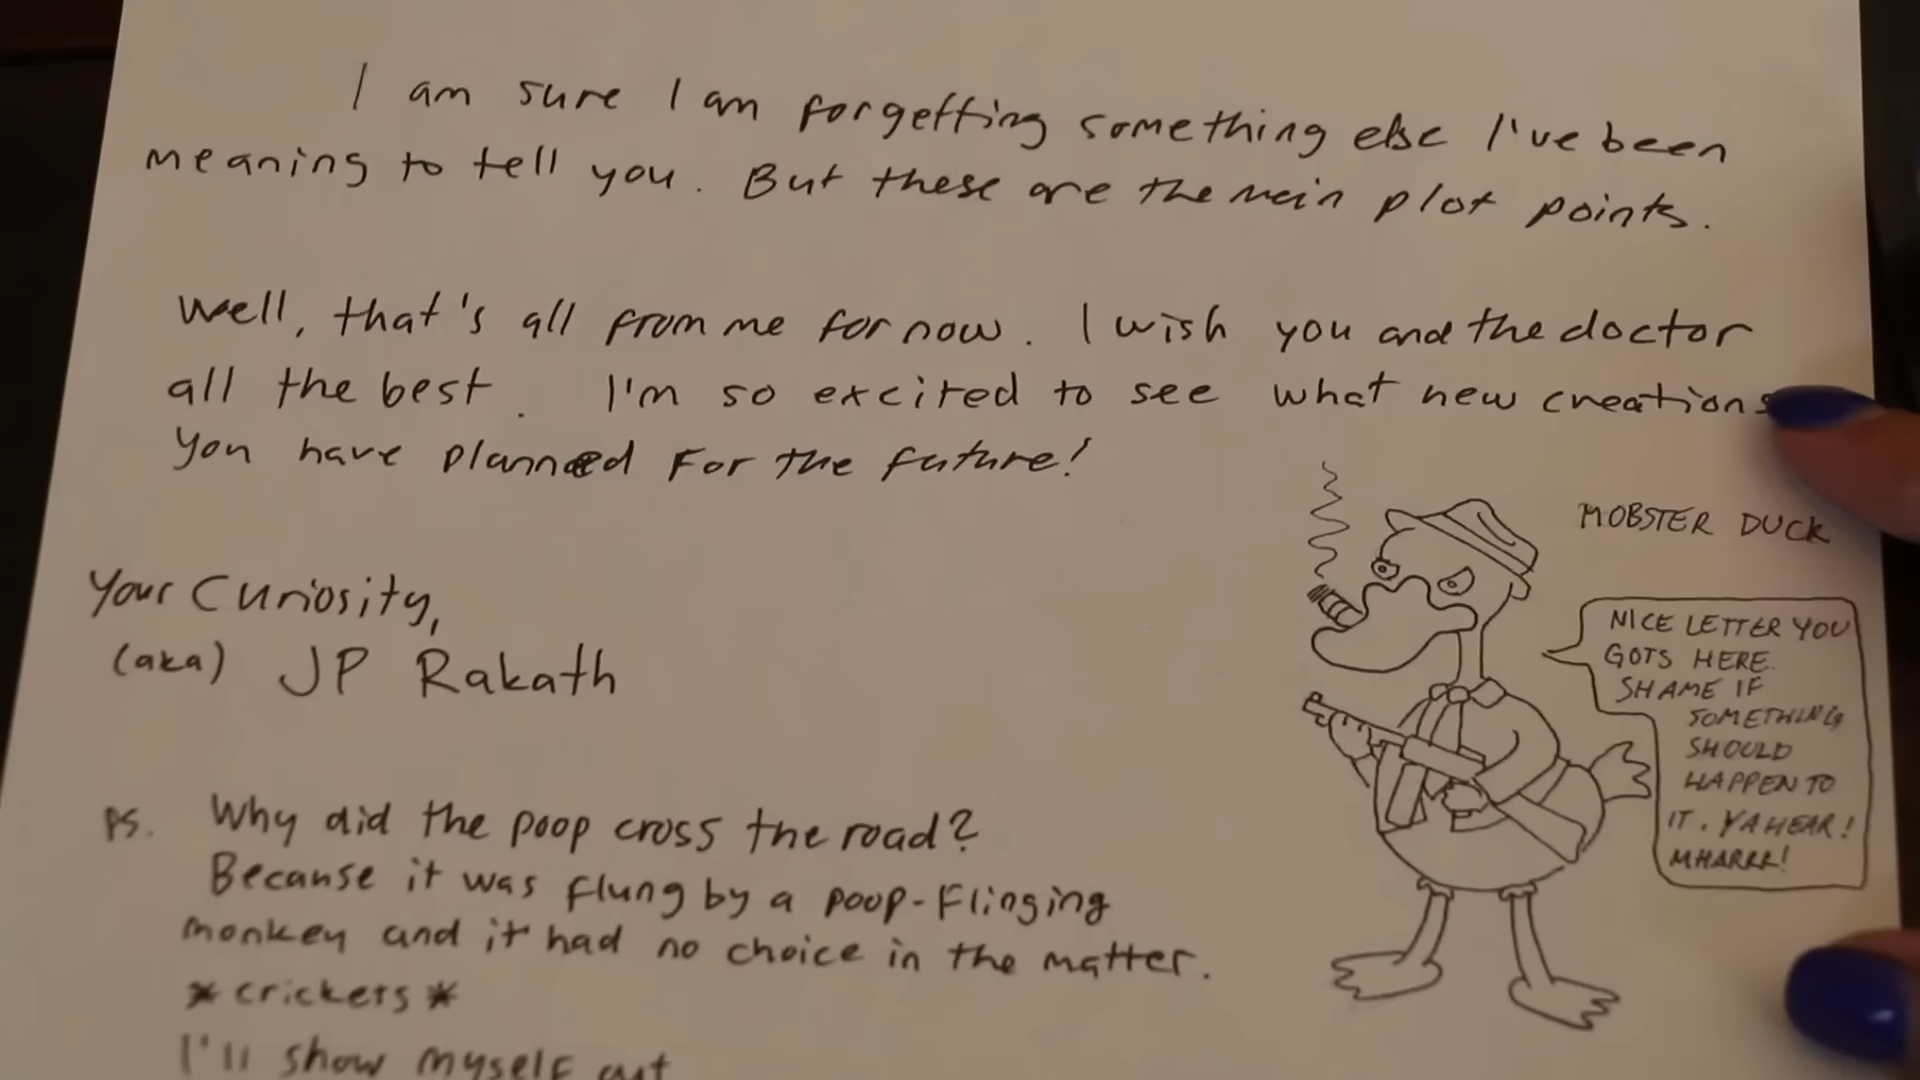 I am sure I am forgetting something else I've been
meaning to tell you. But these are the main plot points.
Well, that's all from me for now. I wish you and the doctor
all the best. I'm so excited to see what new creations
you have planned for the future!
Your Curiosity,
(aka) JP Rakath
MOBSTER DUCK
NICE LETTER YOU
GOTS HERE.
SHAME IF
SOMETHING
SHOULD
HAPPEN TO
IT. YA HEAR!
MHARRR!
PS. Why did the poop cross the road?
Because it was flung by a poop-flinging
monkey and it had no choice in the matter.
*crickets*
I'll show myself out